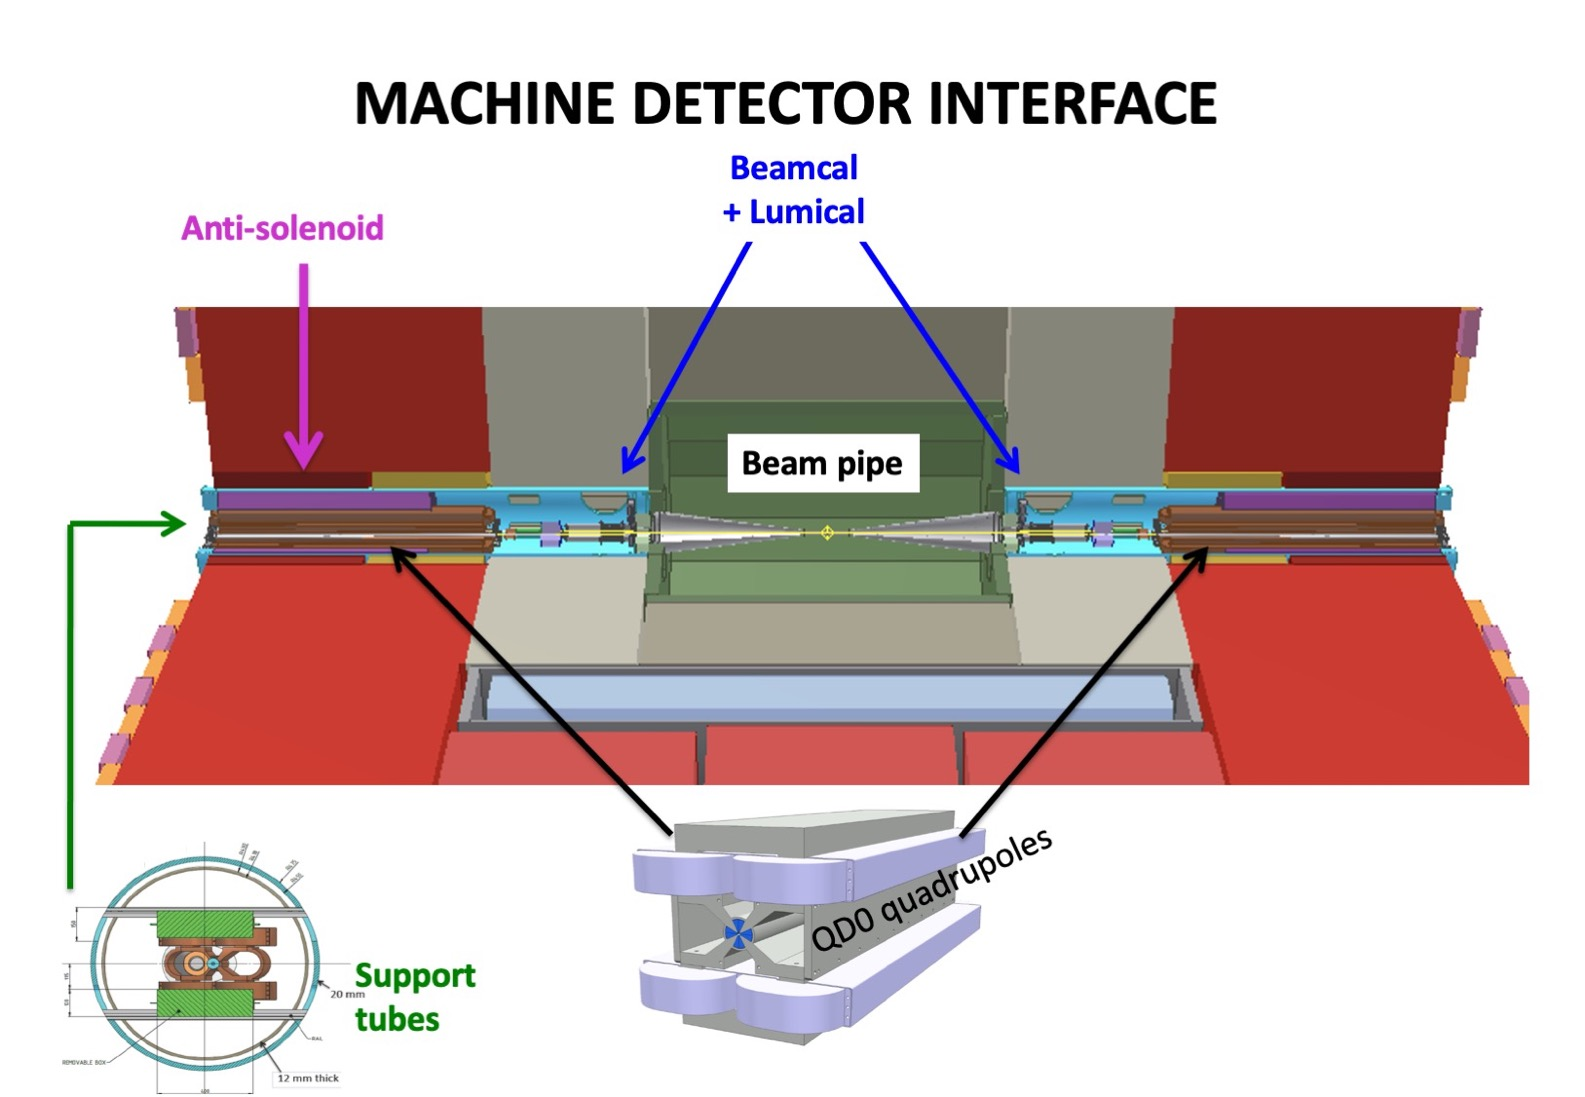 MACHINE DETECTOR INTERFACE
Beamcal
+ Lumical
Anti-solenoid
Beam pipe
QD0 quadrupoles
Support
tubes
20 mm
RAIL
REMOVABLE BOX
12 mm thick